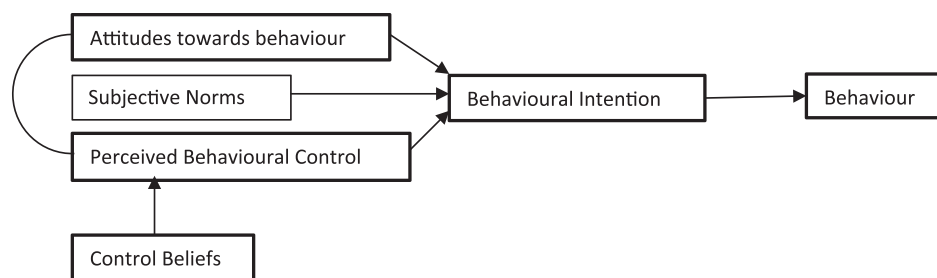 Attitudes towards behaviour
Subjective Norms
Behavioural Intention
Behaviour
Perceived Behavioural Control
Control Beliefs